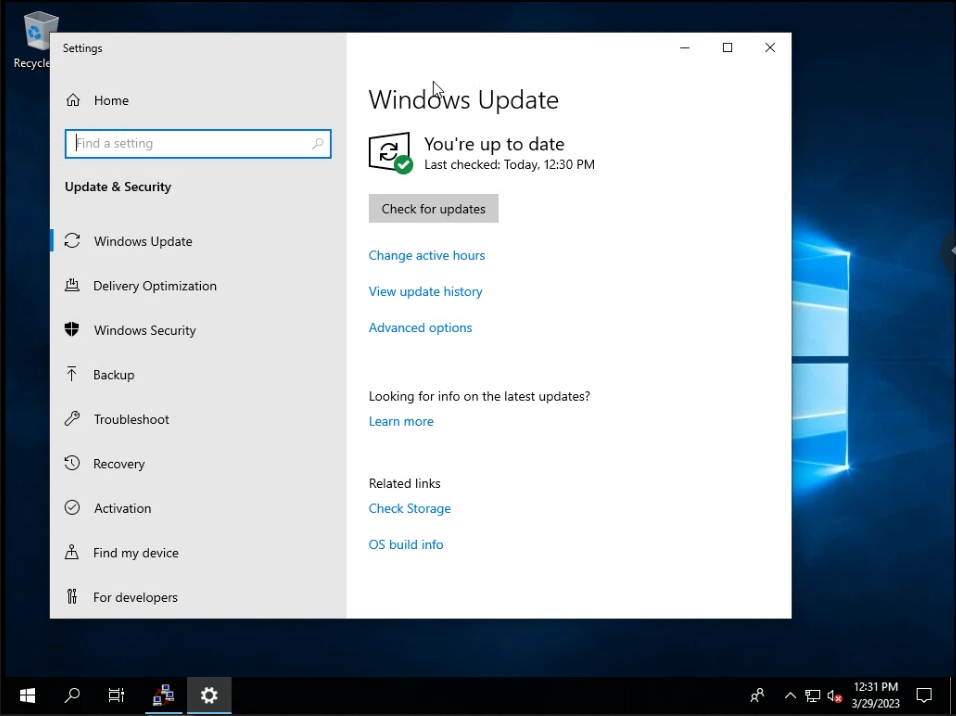 Recycle
Settings
Home
Find a setting
Update & Security
Windows Update
Delivery Optimization
Windows Security
Backup
Troubleshoot
Recovery
Activation
Find my device
For developers
Windows Update
You're up to date
Last checked: Today, 12:30 PM
Check for updates
Change active hours
View update history
Advanced options
Looking for info on the latest updates?
Learn more
Related links
Check Storage
OS build info
12:31 PM
3/29/2023